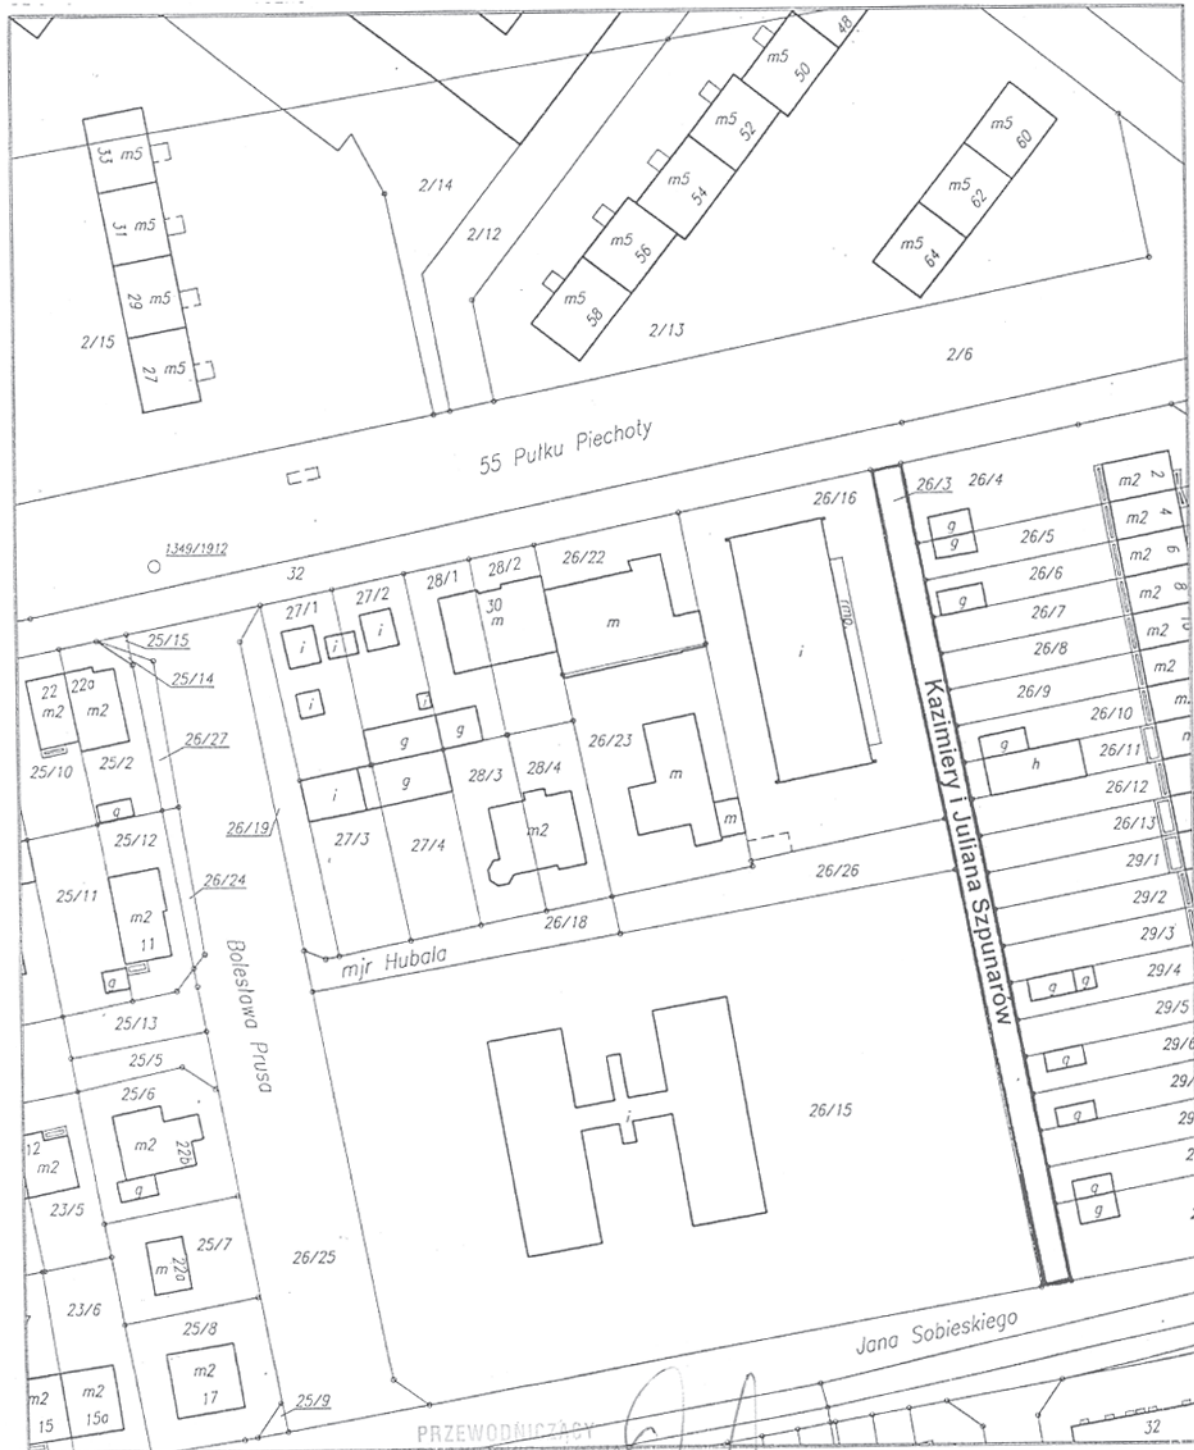 48
m5
50
m5
60
m5
52
33 m5
m5
62
m5
54
2/14
31 m5
2/12
m5
56
m5
64
29 m5
m5
58
2/15
2/13
2/6
27 m5
55 Pułku Piechoty
26/16
26/3
26/4
m2 2
m2 4
26/5
g
g
m2 6
26/6
g
m2 8
26/7
m2
26/8
m2
26/9
26/10
26/11
26/12
26/13
29/1
29/2
29/3
29/4
29/5
1349/1912
32
27/1
27/2
28/1
28/2
26/22
30
m
m
i
i
i
i
i
i
rmp.
25/15
25/14
22
m2
22a
m2
26/27
25/10
25/2
g
g
g
i
28/3
28/4
26/23
m
m
g
h
g
25/12
26/19
27/3
27/4
m2
26/26
25/11
26/24
m2
11
g
26/18
Kazimiery i Juliana Szpunarów
mjr Hubala
Bolesława Prusa
g
g
25/13
25/5
25/6
m2
22b
g
i
26/15
g
g
12
m2
23/5
25/7
m
22a
26/25
g
g
23/6
25/8
m2
17
m2
15
m2
15a
25/9
Jana Sobieskiego
PRZEWODNICZĄCY
32